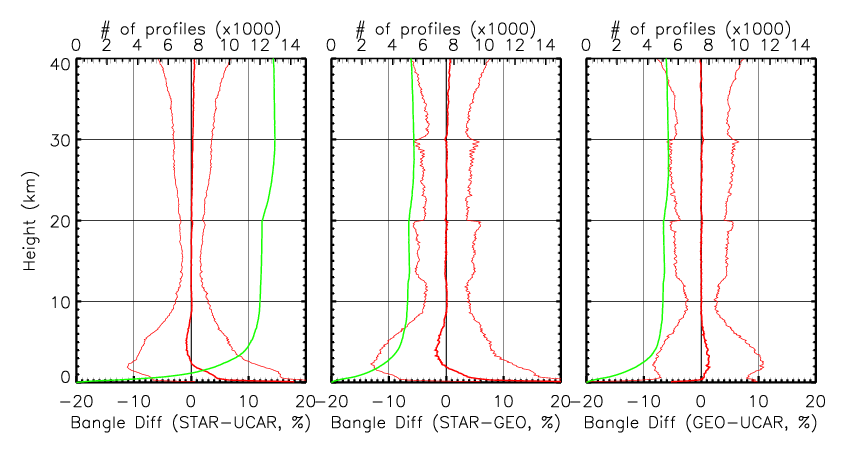 # of profiles (x1000) # of profiles (x1000) # of profiles (x1000)
0 2 4 6 8 10 12 14 0 2 4 6 8 10 12 14 0 2 4 6 8 10 12 14
40
30
20
10
0
Height (km)
−20 −10 0 10 20 −20 −10 0 10 20 −20 −10 0 10 20
Bangle Diff (STAR−UCAR, %) Bangle Diff (STAR−GEO, %) Bangle Diff (GEO−UCAR, %)